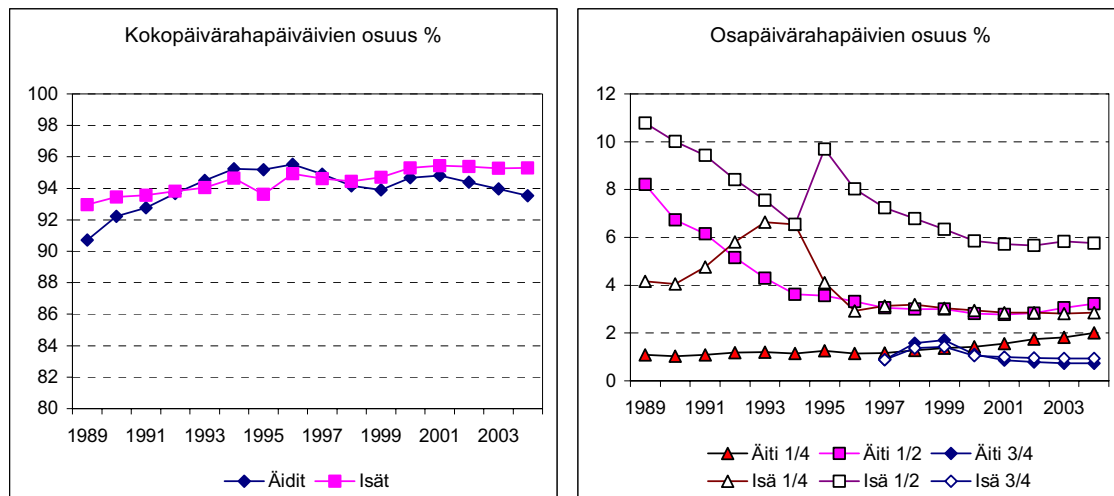 Kokopäivärahapäiväivien osuus %
100
98
96
94
92
90
88
86
84
82
80
1989 1991 1993 1995 1997 1999 2001 2003
Äidit Isät
Osapäivärahapäivien osuus %
12
10
8
6
4
2
0
1989 1991 1993 1995 1997 1999 2001 2003
Äiti 1/4 Äiti 1/2 Äiti 3/4
Isä 1/4 Isä 1/2 Isä 3/4